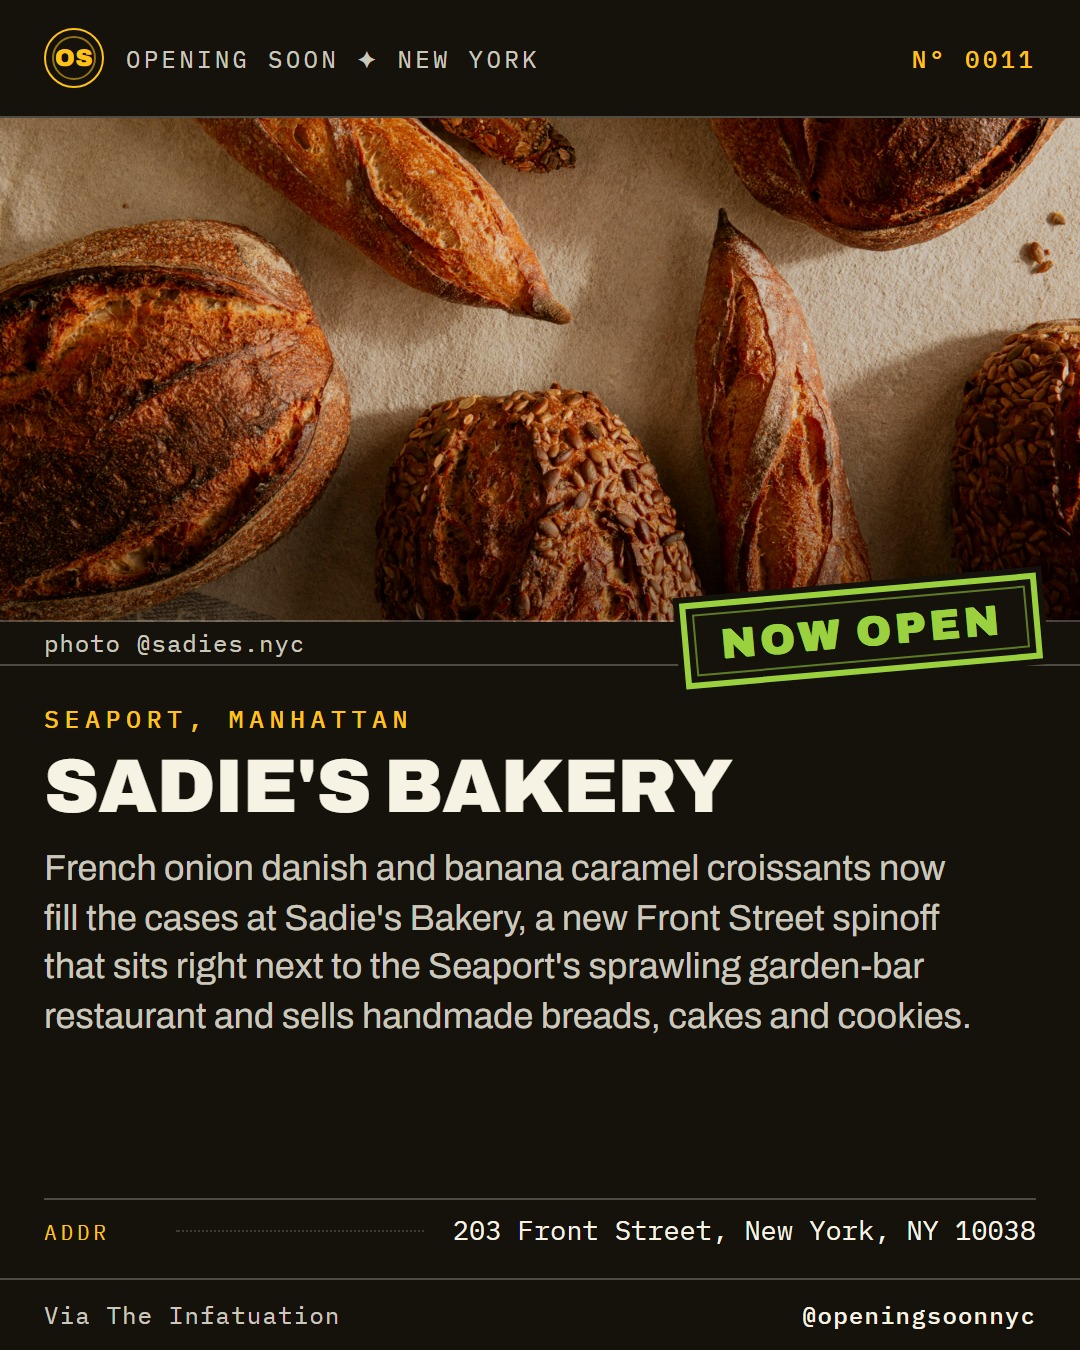 OS OPENING SOON ✦ NEW YORK N° 0011
NOW OPEN
photo @sadies.nyc
SEAPORT, MANHATTAN
SADIE'S BAKERY
French onion danish and banana caramel croissants now
fill the cases at Sadie's Bakery, a new Front Street spinoff
that sits right next to the Seaport's sprawling garden-bar
restaurant and sells handmade breads, cakes and cookies.
ADDR 203 Front Street, New York, NY 10038
Via The Infatuation @openingsoonnyc